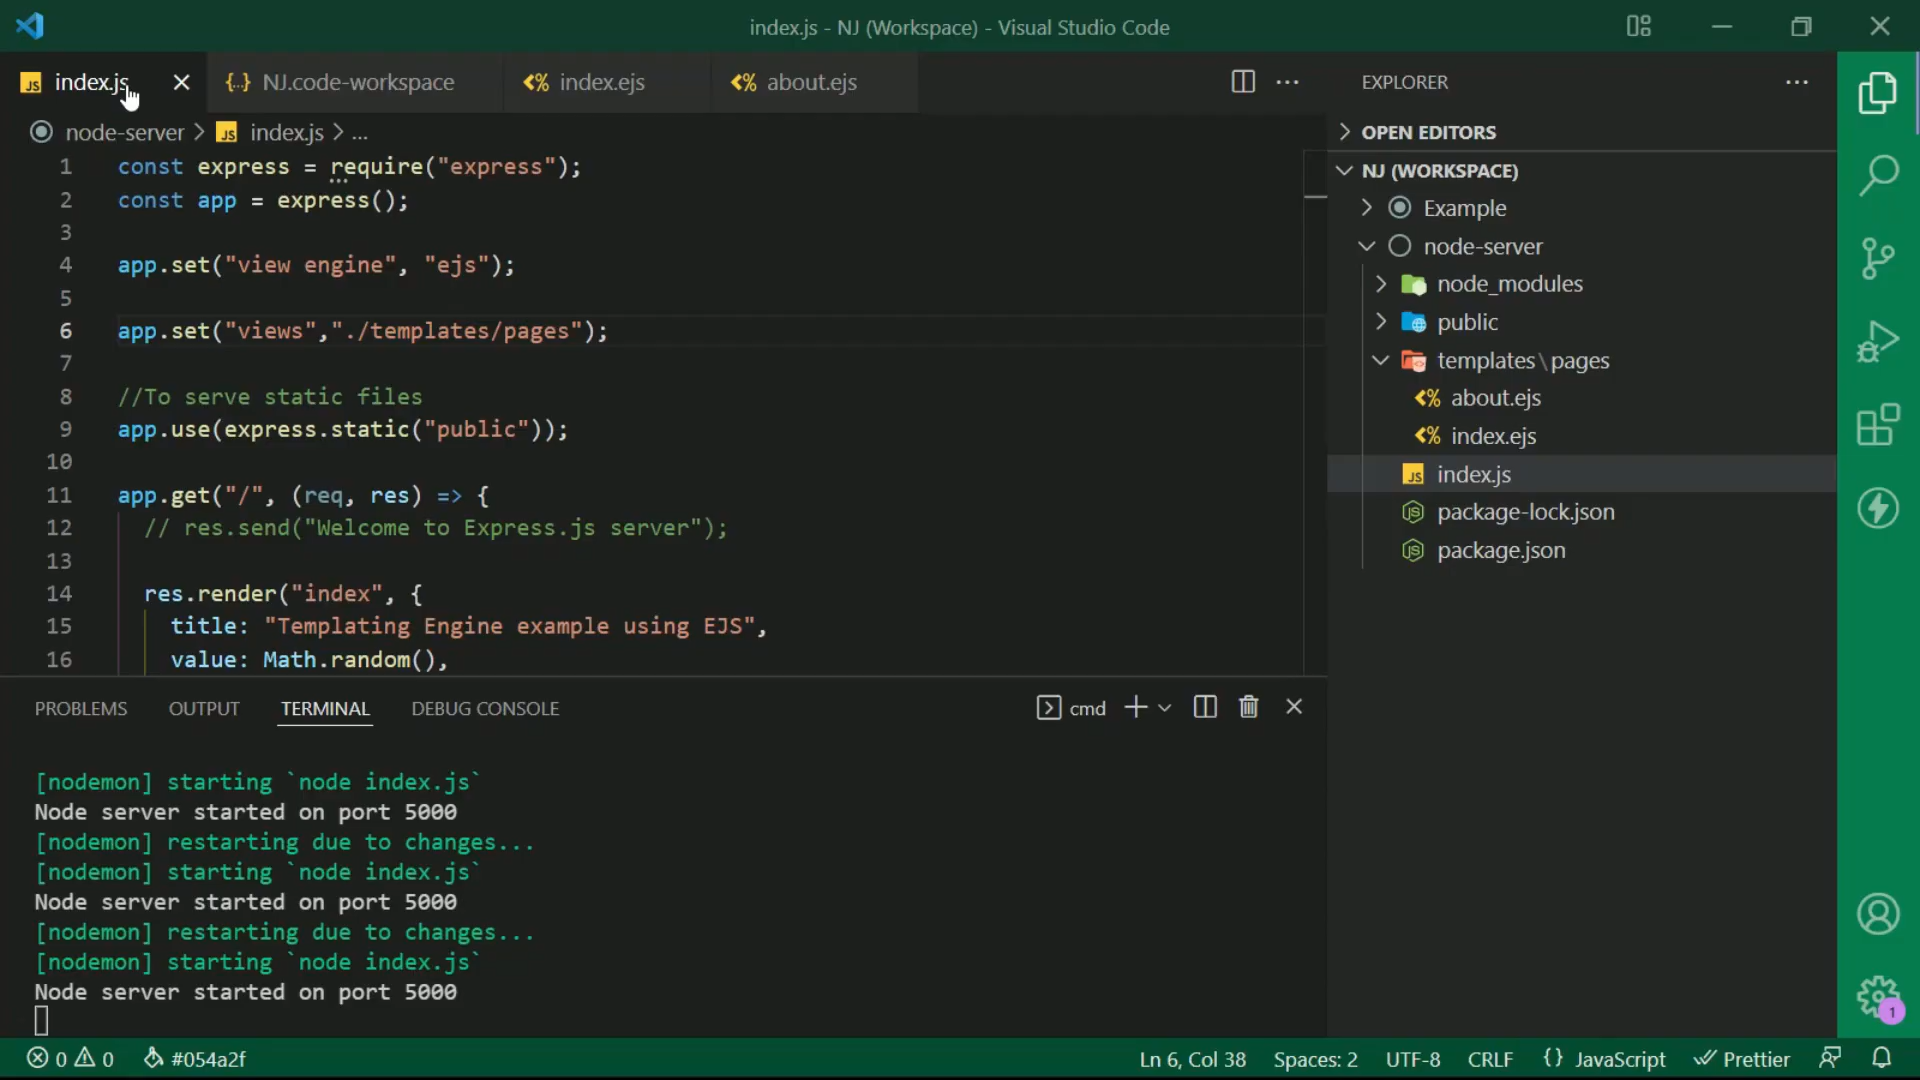 index.js - NJ (Workspace) - Visual Studio Code
JS index.js
{} NJ.code-workspace
<% index.ejs
<% about.ejs
node-server > JS index.js > ...
1 const express = require("express");
2 const app = express();
3
4 app.set("view engine", "ejs");
5
6 app.set("views","./templates/pages");
7
8 //To serve static files
9 app.use(express.static("public"));
10
11 app.get("/", (req, res) => {
12 // res.send("Welcome to Express.js server");
13
14 res.render("index", {
15 title: "Templating Engine example using EJS",
16 value: Math.random(),
PROBLEMS OUTPUT TERMINAL DEBUG CONSOLE
cmd
[nodemon] starting `node index.js`
Node server started on port 5000
[nodemon] restarting due to changes...
[nodemon] starting `node index.js`
Node server started on port 5000
[nodemon] restarting due to changes...
[nodemon] starting `node index.js`
Node server started on port 5000
EXPLORER
OPEN EDITORS
NJ (WORKSPACE)
Example
node-server
node_modules
public
templates\pages
<% about.ejs
<% index.ejs
JS index.js
JS package-lock.json
JS package.json
1
0 0 #054a2f
Ln 6, Col 38 Spaces: 2 UTF-8 CRLF {} JavaScript Prettier